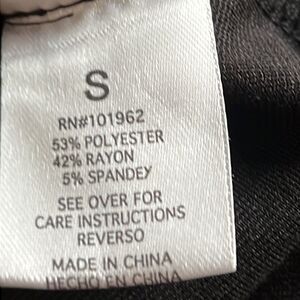 S
RN#101962
53% POLYESTER
42% RAYON
5% SPANDEY
SEE OVER FOR
CARE INSTRUCTIONS
REVERSO
MADE IN CHINA
HECHO EN CHINA